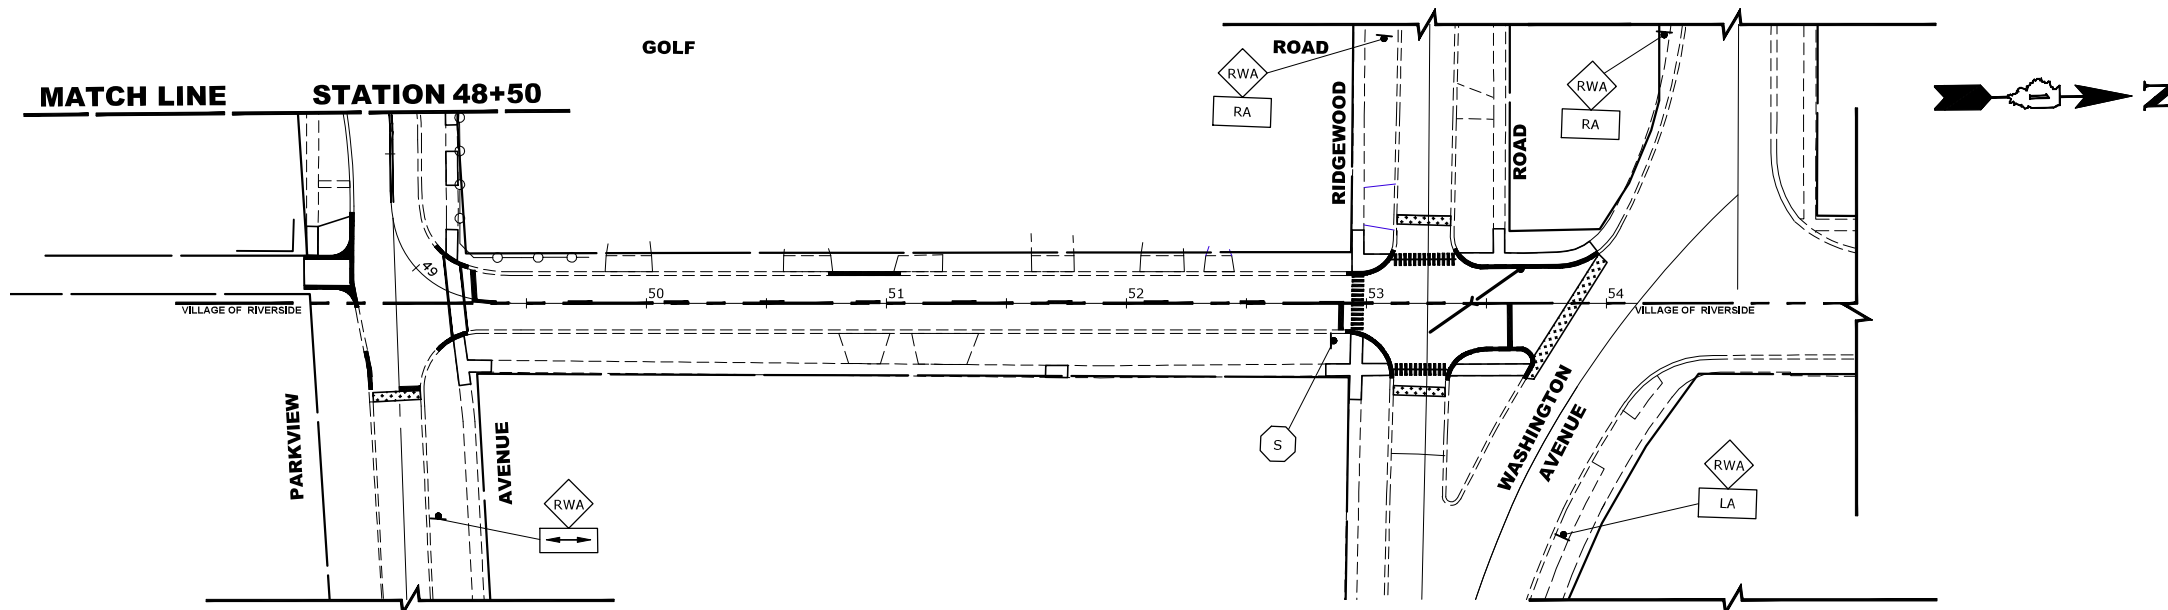 GOLF ROAD
MATCH LINE STATION 48+50
RWA
RA
RWA
RA
N
RIDGEWOOD
ROAD
49
50
51
52
53
54
VILLAGE OF RIVERSIDE
VILLAGE OF RIVERSIDE
PARKVIEW
AVENUE
S
WASHINGTON
AVENUE
RWA
RWA
LA